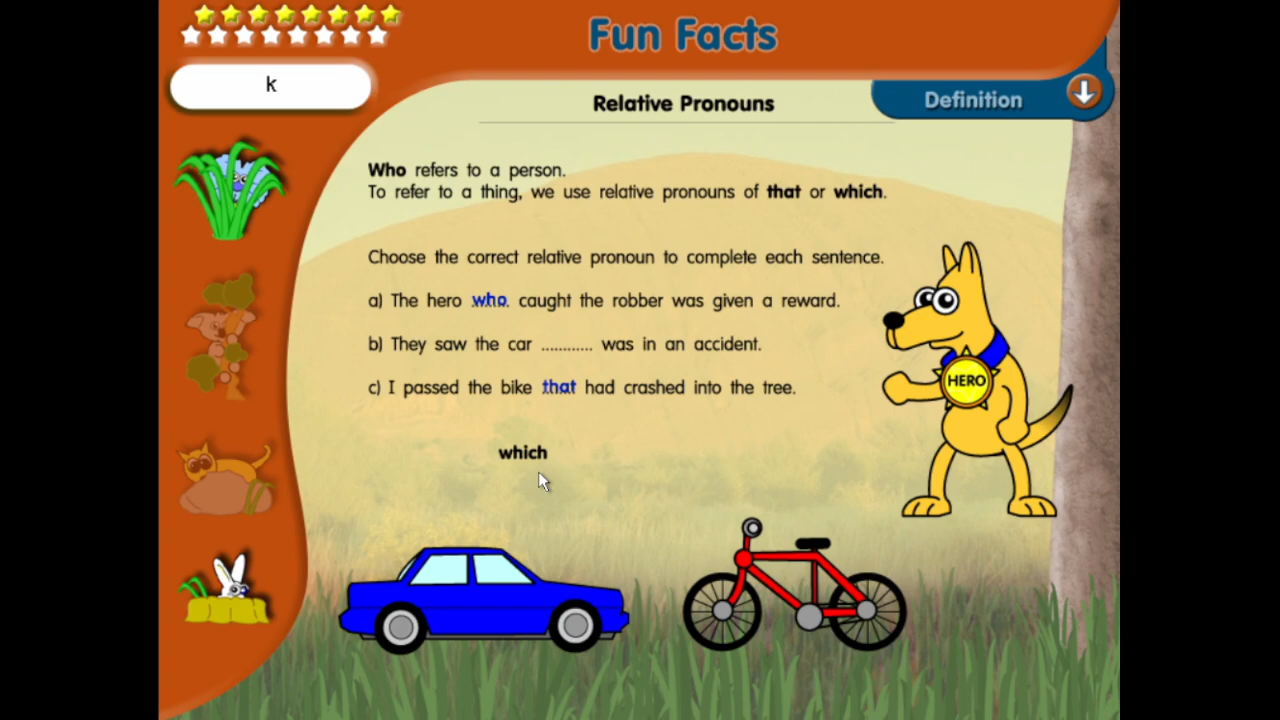 Fun Facts
k
Definition
Relative Pronouns
Who refers to a person.
To refer to a thing, we use relative pronouns of that or which.
Choose the correct relative pronoun to complete each sentence.
a) The hero .who. caught the robber was given a reward.
b) They saw the car ............ was in an accident.
c) I passed the bike that had crashed into the tree.
HERO
which